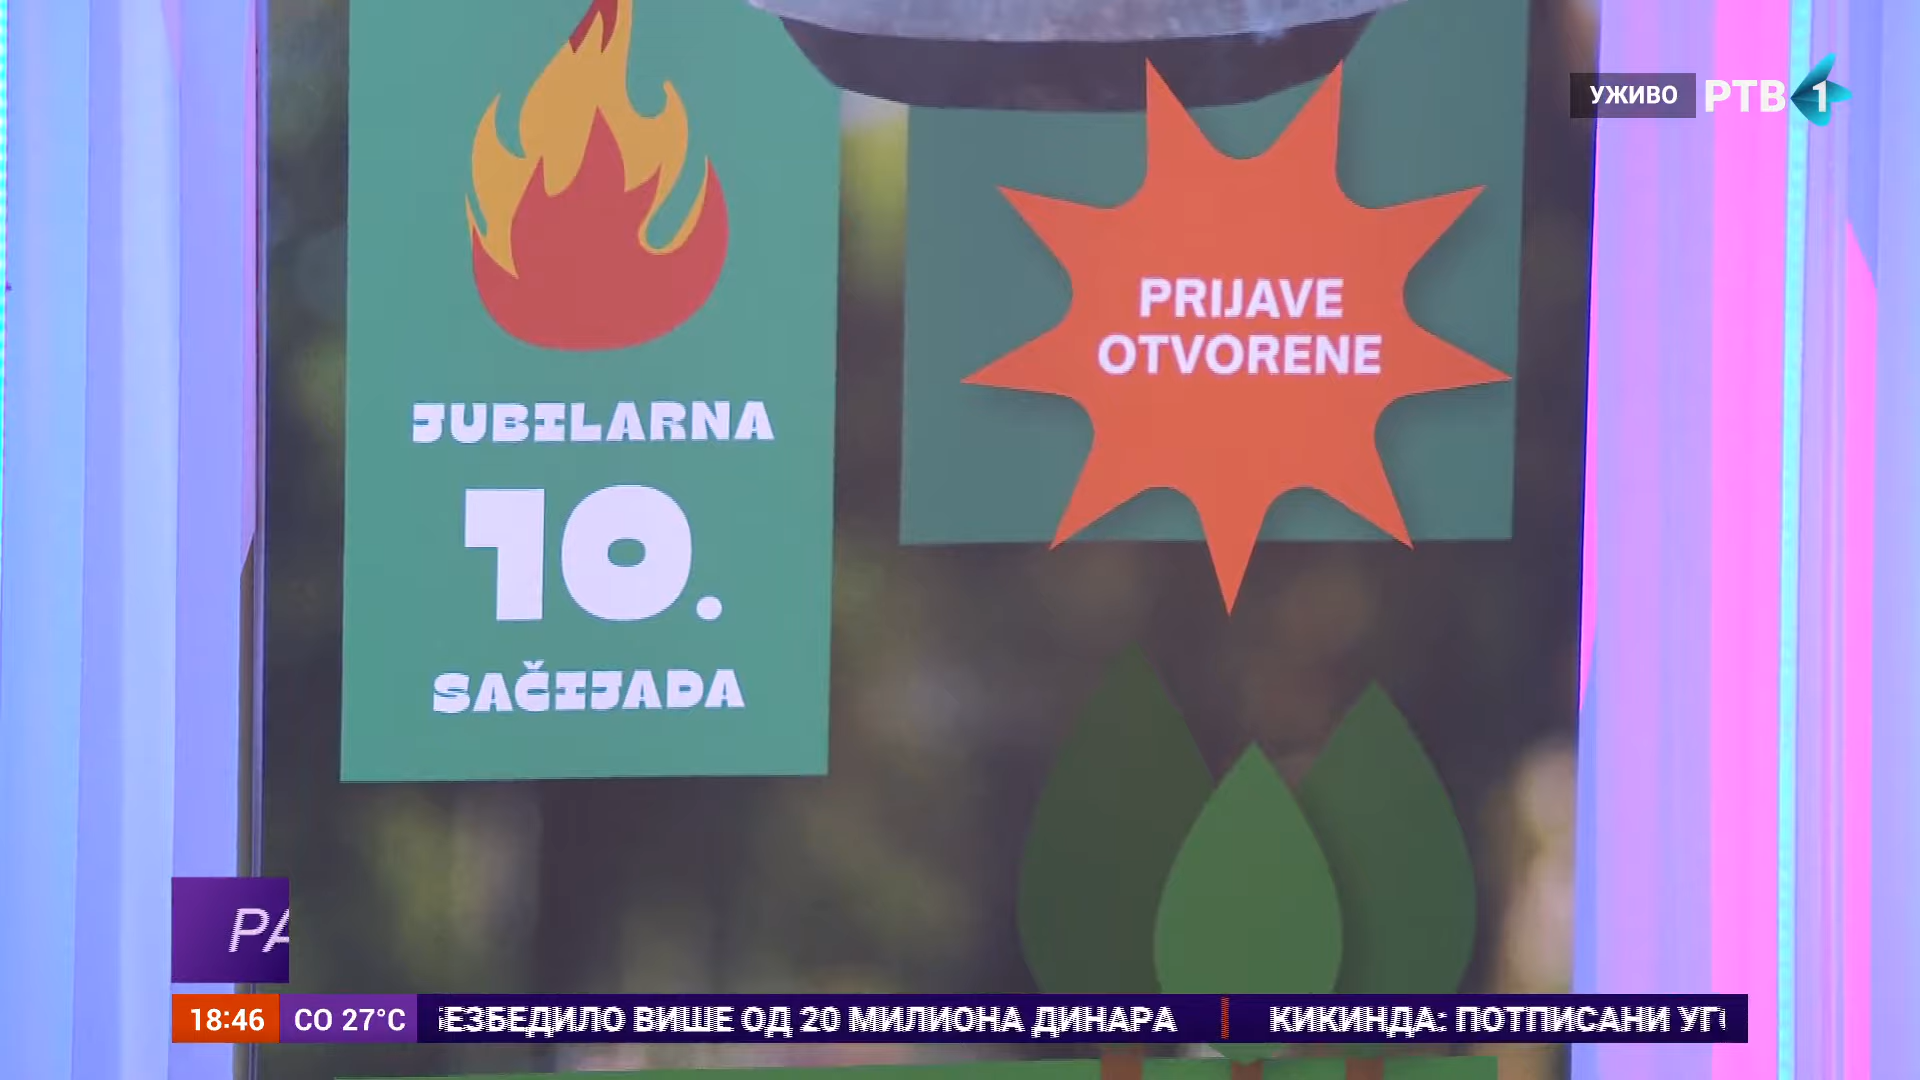 УЖИВО РТВ 1
PRIJAVE
OTVORENE
JUBILARNA
10.
SAČIJADA
18:46 СО 27°C ВИШЕ ОД 20 МИЛИОНА ДИНАРА | КИКИНДА: ПОТПИСАНИ